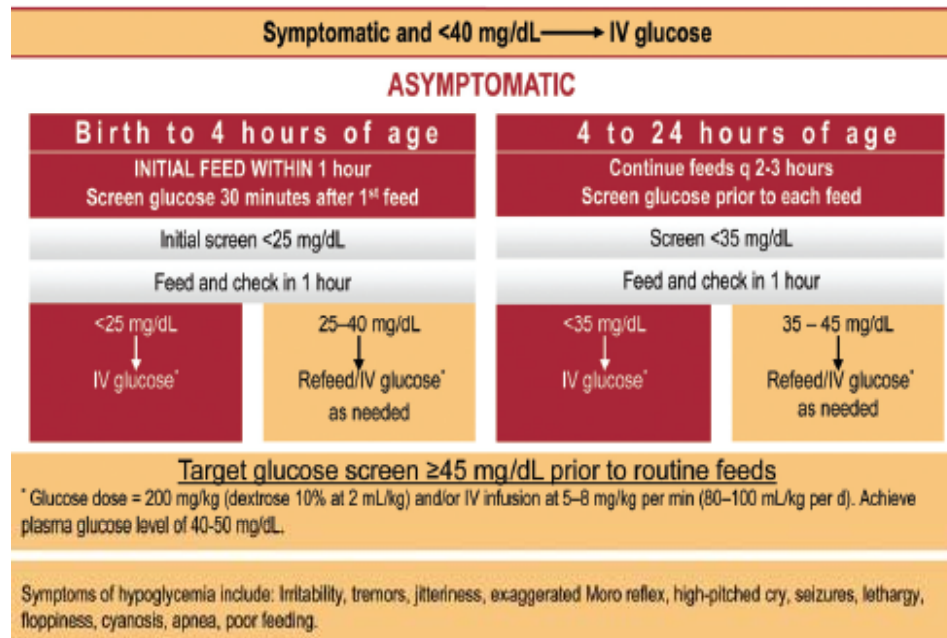 Symptomatic and <40 mg/dL⟶ IV glucose
ASYMPTOMATIC
Birth to 4 hours of age
INITIAL FEED WITHIN 1 hour
Screen glucose 30 minutes after 1st feed
Initial screen <25 mg/dL
Feed and check in 1 hour
<25 mg/dL
↓
IV glucose*
25–40 mg/dL
↓
Refeed/IV glucose*
as needed
4 to 24 hours of age
Continue feeds q 2-3 hours
Screen glucose prior to each feed
Screen <35 mg/dL
Feed and check in 1 hour
<35 mg/dL
↓
IV glucose*
35 – 45 mg/dL
↓
Refeed/IV glucose*
as needed
Target glucose screen ≥45 mg/dL prior to routine feeds
* Glucose dose = 200 mg/kg (dextrose 10% at 2 mL/kg) and/or IV infusion at 5–8 mg/kg per min (80–100 mL/kg per d). Achieve
plasma glucose level of 40-50 mg/dL.
Symptoms of hypoglycemia include: Irritability, tremors, jitteriness, exaggerated Moro reflex, high-pitched cry, seizures, lethargy,
floppiness, cyanosis, apnea, poor feeding.